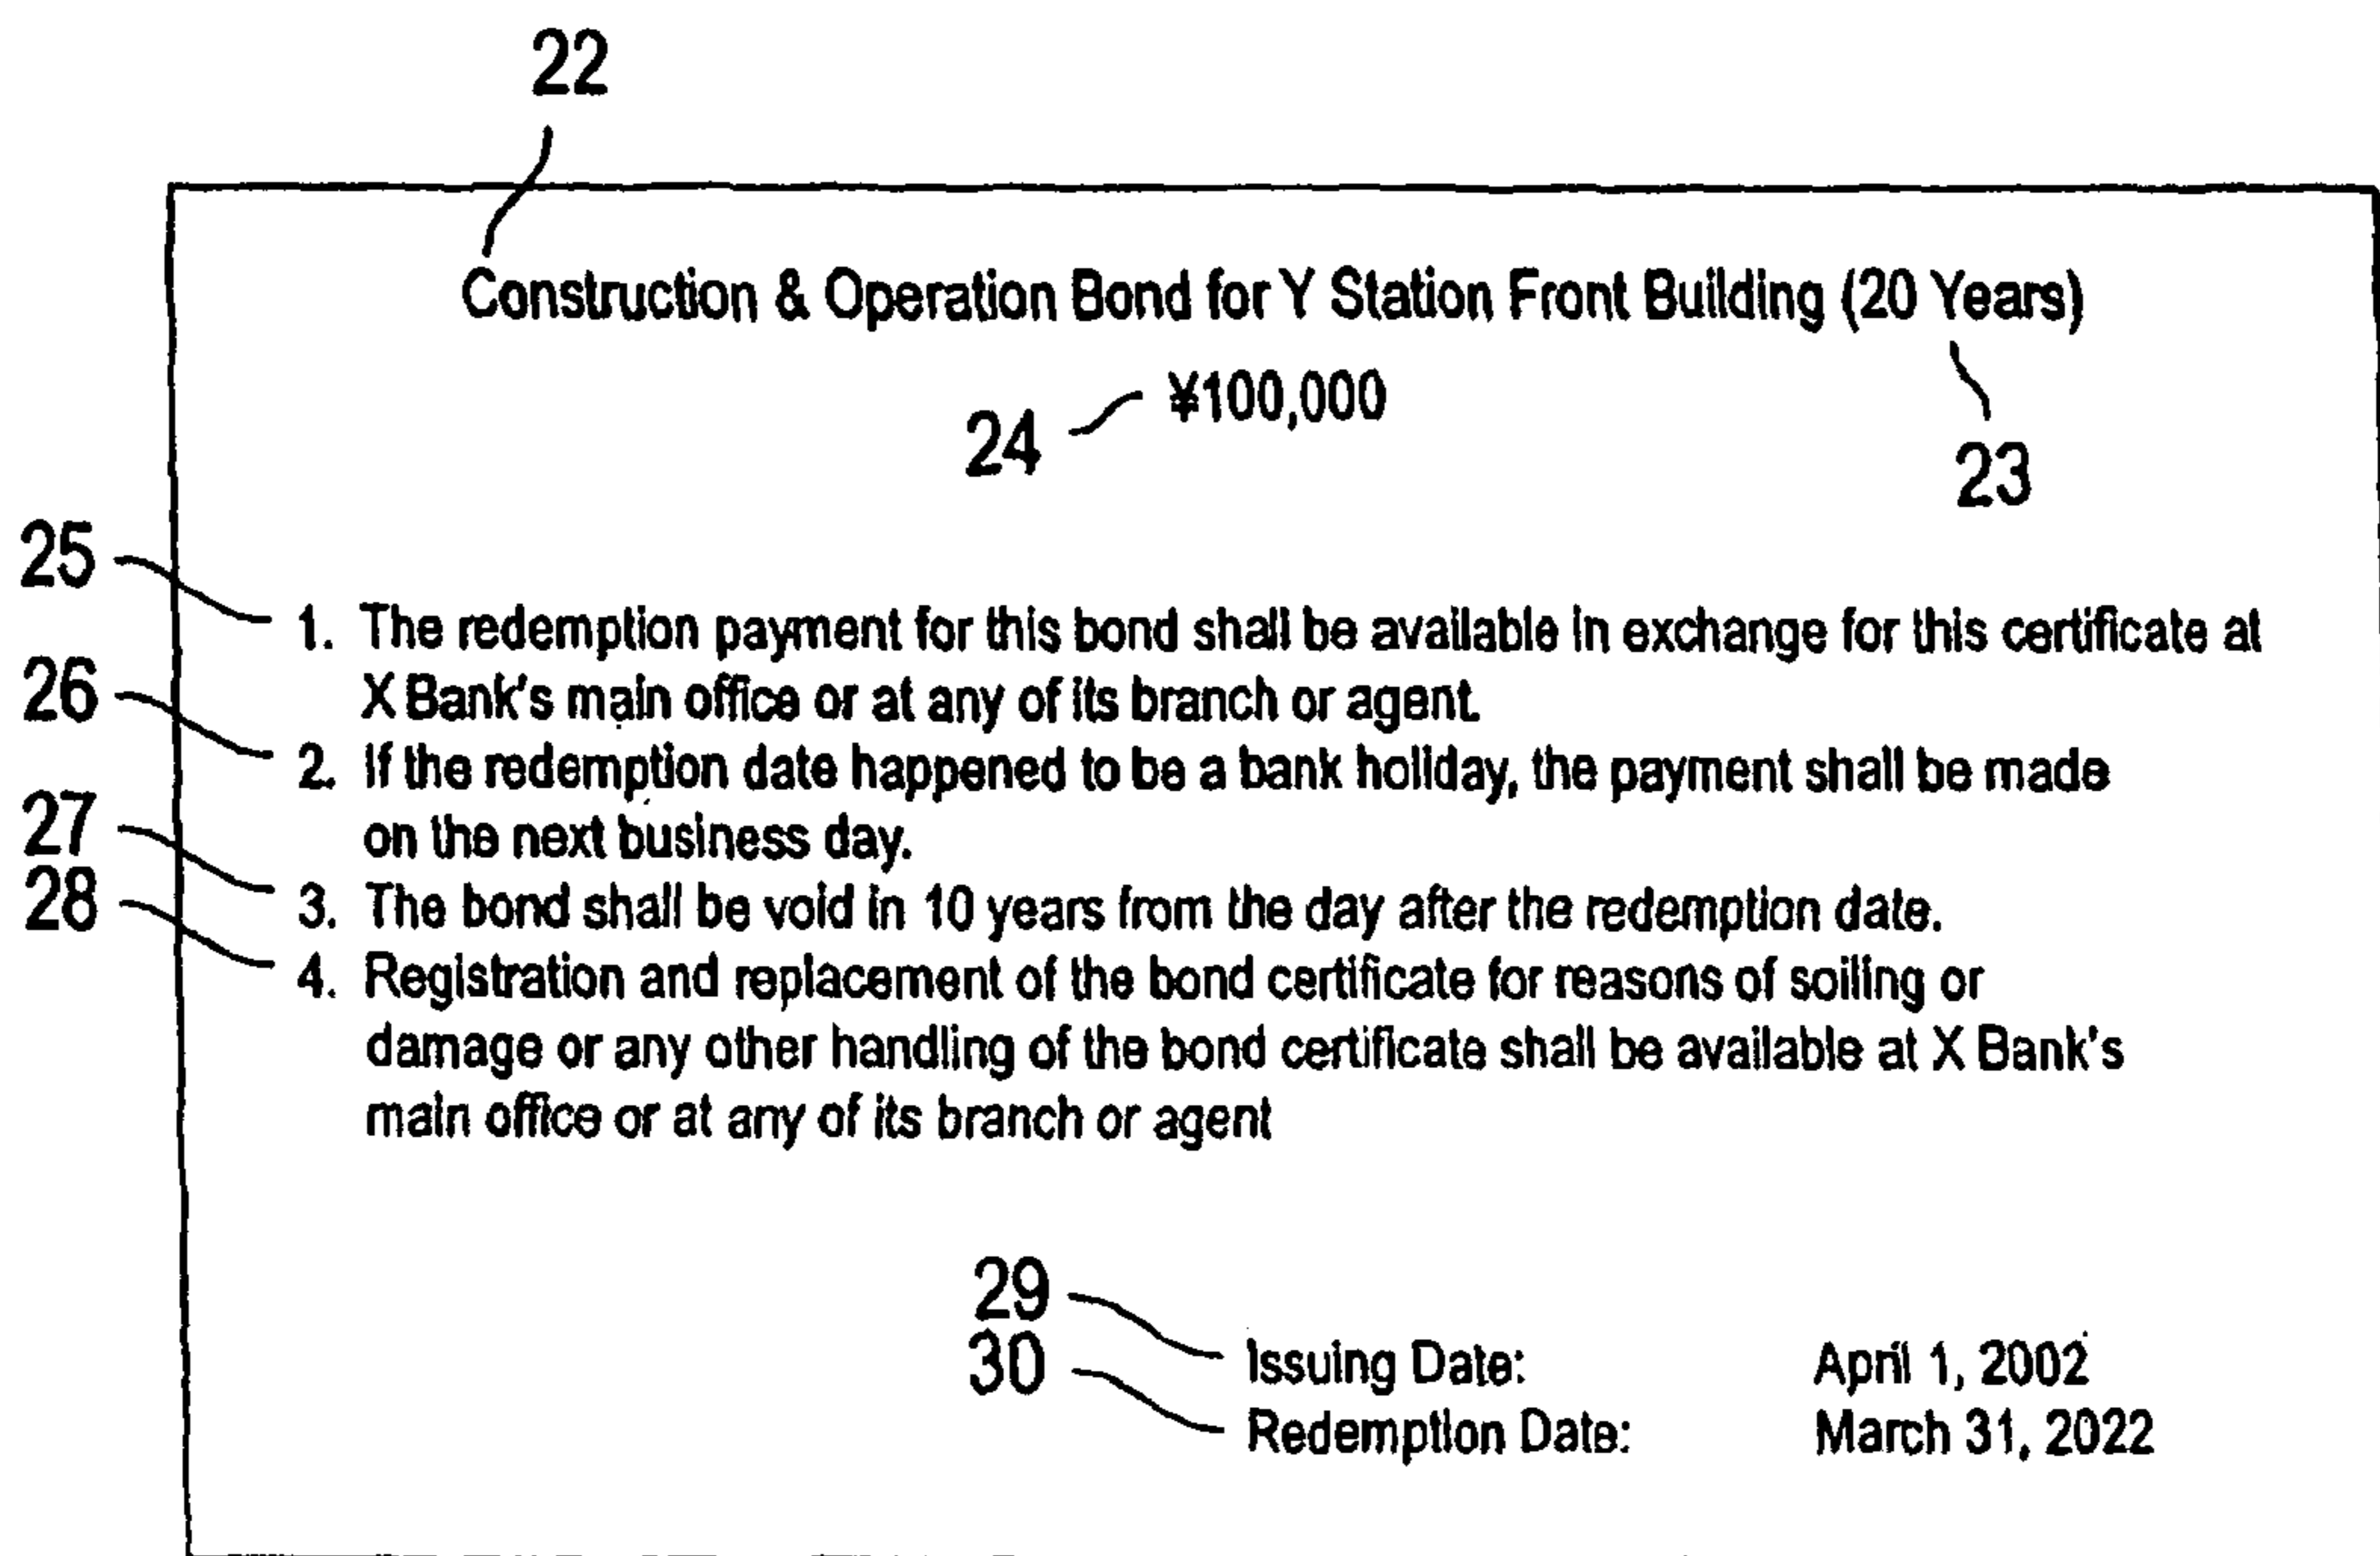 22
Construction & Operation Bond for Y Station Front Building (20 Years)
¥100,000
24
23
25
1. The redemption payment for this bond shall be available in exchange for this certificate at
26
X Bank's main office or at any of its branch or agent.
2. If the redemption date happened to be a bank holiday, the payment shall be made
27
on the next business day.
28
3. The bond shall be void in 10 years from the day after the redemption date.
4. Registration and replacement of the bond certificate for reasons of soiling or
damage or any other handling of the bond certificate shall be available at X Bank's
main office or at any of its branch or agent
29
30
Issuing Date: April 1, 2002
Redemption Date: March 31, 2022